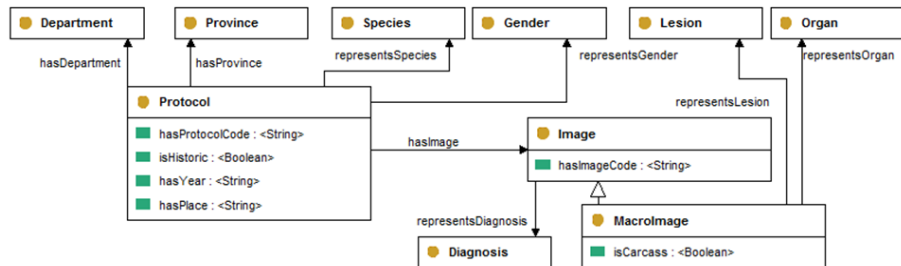 Department
Province
Species
Gender
Lesion
Organ
hasDepartment
hasProvince
representsSpecies
representsGender
representsOrgan
Protocol
representsLesion
hasProtocolCode : <String>
isHistoric : <Boolean>
hasYear : <String>
hasPlace : <String>
hasImage
Image
hasImageCode : <String>
representsDiagnosis
Diagnosis
MacroImage
isCarcass : <Boolean>